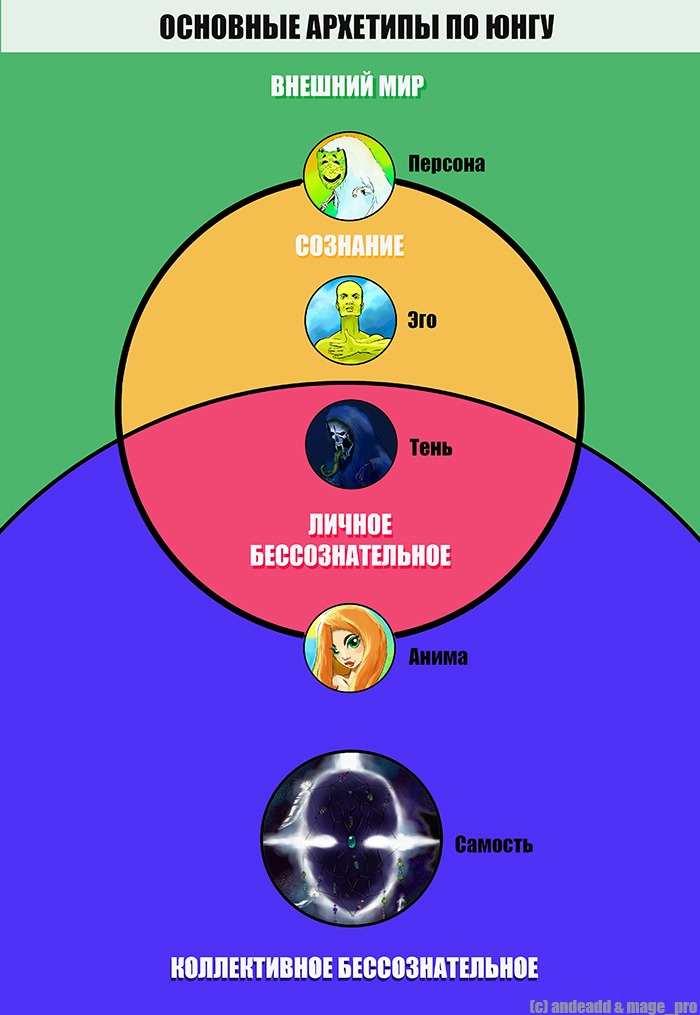 ОСНОВНЫЕ АРХЕТИПЫ ПО ЮНГУ
ВНЕШНИЙ МИР
Персона
СОЗНАНИЕ
Эго
Тень
ЛИЧНОЕ
БЕССОЗНАТЕЛЬНОЕ
Анима
Самость
КОЛЛЕКТИВНОЕ БЕССОЗНАТЕЛЬНОЕ
(c) andeadd & mage_pro